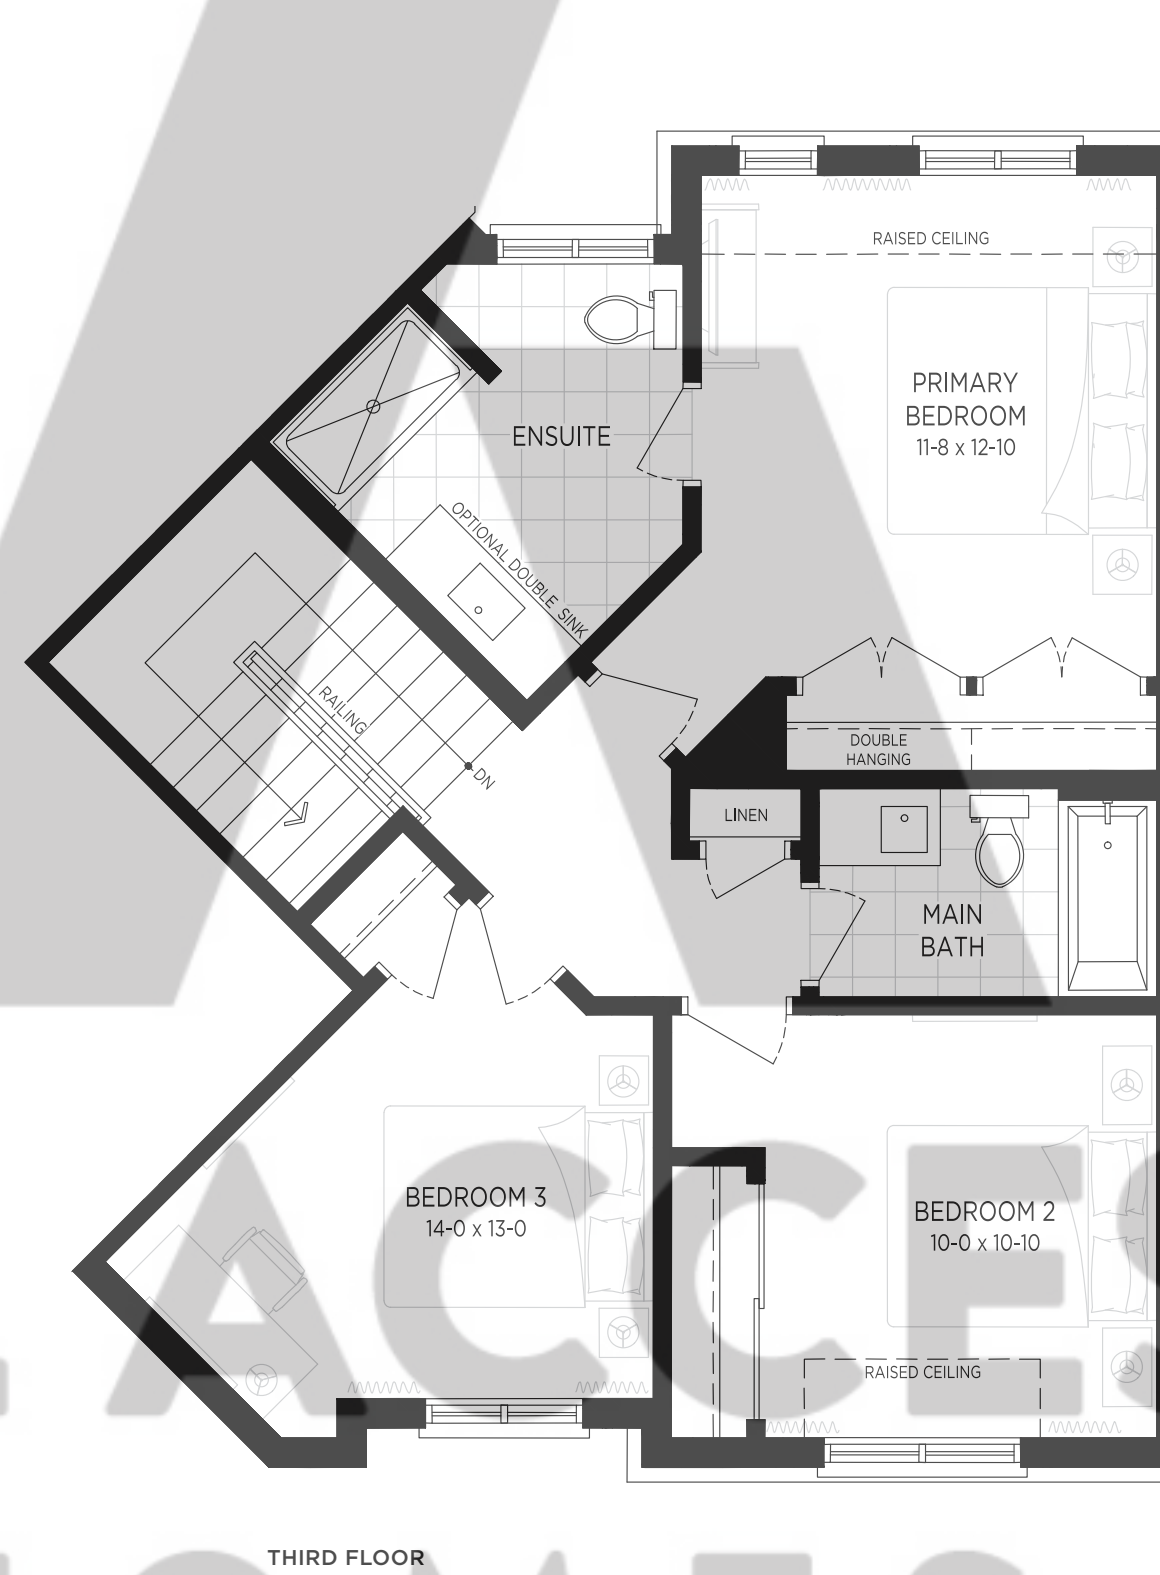 RAISED CEILING
PRIMARY
BEDROOM
11-8 x 12-10
ENSUITE
OPTIONAL DOUBLE SINK
RAILING
DN
DOUBLE
HANGING
LINEN
MAIN
BATH
BEDROOM 3
14-0 x 13-0
BEDROOM 2
10-0 x 10-10
RAISED CEILING
ACCES
THIRD FLOOR